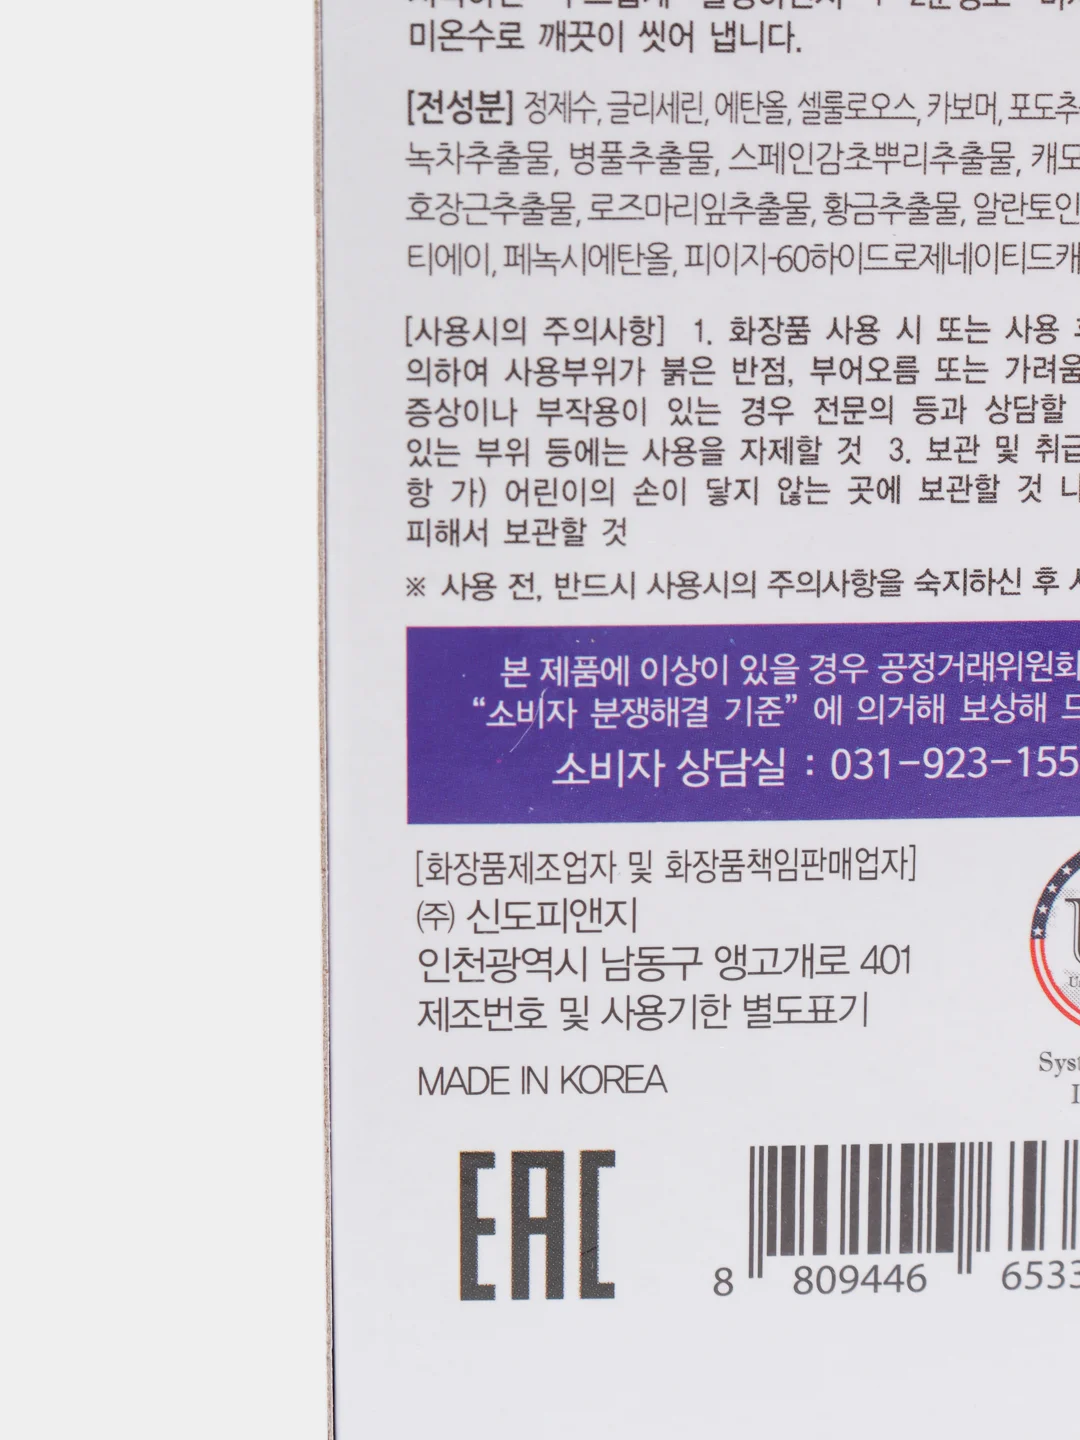 미온수로 깨끗이 씻어 냅니다.
[전성분] 정제수, 글리세린, 에탄올, 셀룰로오스, 카보머, 포도추
녹차추출물, 병풀추출물, 스페인감초뿌리추출물, 캐모
호장근추출물, 로즈마리잎추출물, 황금추출물, 알란토인
티에이, 페녹시에탄올, 피이지-60하이드로제네이티드캐
[사용시의 주의사항] 1. 화장품 사용 시 또는 사용
의하여 사용부위가 붉은 반점, 부어오름 또는 가려움
증상이나 부작용이 있는 경우 전문의 등과 상담할
있는 부위 등에는 사용을 자제할 것 3. 보관 및 취급
항 가) 어린이의 손이 닿지 않는 곳에 보관할 것 나
피해서 보관할 것
※ 사용 전, 반드시 사용시의 주의사항을 숙지하신 후
본 제품에 이상이 있을 경우 공정거래위원회
“소비자 분쟁해결 기준” 에 의거해 보상해 드
소비자 상담실 : 031-923-155
[화장품제조업자 및 화장품책임판매업자]
㈜ 신도피앤지
인천광역시 남동구 앵고개로 401
제조번호 및 사용기한 별도표기
Syst
MADE IN KOREA
EAC
8 809446 653